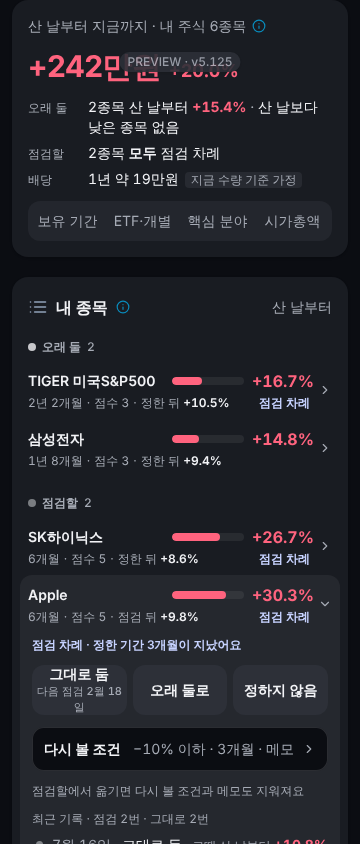 산 날부터 지금까지 · 내 주식 6종목
+242만원
PREVIEW · v5.125
오래 둘 2종목 산 날부터 +15.4% · 산 날보다
낮은 종목 없음
점검할 2종목 모두 점검 차례
배당 1년 약 19만원 지금 수량 기준 가정
보유 기간 ETF·개별 핵심 분야 시가총액
내 종목 산 날부터
오래 둘 2
TIGER 미국S&P500 +16.7%
2년 2개월 · 점수 3 · 정한 뒤 +10.5% 점검 차례
삼성전자 +14.8%
1년 8개월 · 점수 3 · 정한 뒤 +9.4%
점검할 2
SK하이닉스 +26.7%
6개월 · 점수 5 · 정한 뒤 +8.6% 점검 차례
Apple +30.3%
6개월 · 점수 5 · 점검 뒤 +9.8% 점검 차례
점검 차례 · 정한 기간 3개월이 지났어요
그대로 둠 오래 둘로 정하지 않음
다음 점검 2월 18
일
다시 볼 조건 −10% 이하 · 3개월 · 메모
점검할에서 옮기면 다시 볼 조건과 메모도 지워져요
최근 기록 · 점검 2번 · 그대로 2번
7월 16일 그대로 둠